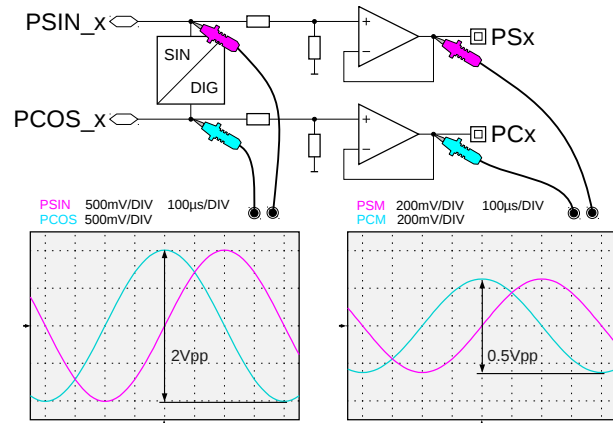 PSIN_x
SIN
DIG
PCOS_x
+
−
PSx
+
−
PCx
PSIN 500mV/DIV 100µs/DIV
PCOS 500mV/DIV
PSM 200mV/DIV 100µs/DIV
PCM 200mV/DIV
2Vpp
0.5Vpp